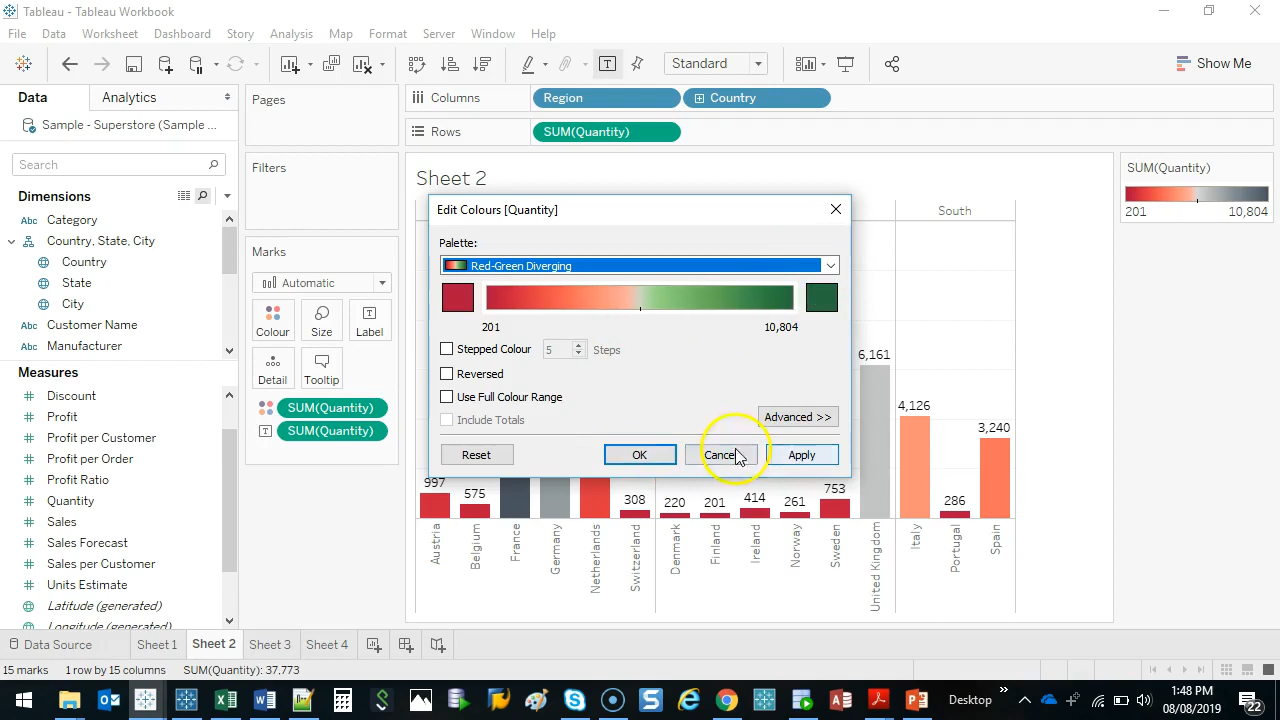 Tableau - Tableau Workbook
File Data Worksheet Dashboard Story Analysis Map Format Server Window Help
Standard
Show Me
Data
Analytics
Pages
Columns
Region
Country
Sample - Superstore (Sample ...
Rows
SUM(Quantity)
Search
Filters
Sheet 2
SUM(Quantity)
201
10,804
Dimensions
Abc Category
Country, State, City
Country
State
City
Abc Customer Name
Abc Manufacturer
Marks
Automatic
Colour
Size
Label
Detail
Tooltip
SUM(Quantity)
SUM(Quantity)
Measures
# Discount
# Profit
# Profit per Customer
# Profit per Order
# Profit Ratio
# Quantity
# Sales
# Sales Forecast
# Sales per Customer
# Units Estimate
Latitude (generated)
Longitude (generated)
Edit Colours [Quantity]
Palette:
Red-Green Diverging
201
10,804
Stepped Colour
5
Steps
Reversed
Use Full Colour Range
Include Totals
Advanced >>
Reset
OK
Cancel
Apply
South
997
575
308
220
201
414
261
753
6,161
4,126
286
3,240
Austria
Belgium
France
Germany
Netherlands
Switzerland
Denmark
Finland
Ireland
Norway
Sweden
United Kingdom
Italy
Portugal
Spain
Data Source
Sheet 1
Sheet 2
Sheet 3
Sheet 4
15 marks
1 row by 15 columns
SUM(Quantity): 37,773
Desktop
1:48 PM
08/08/2019
22